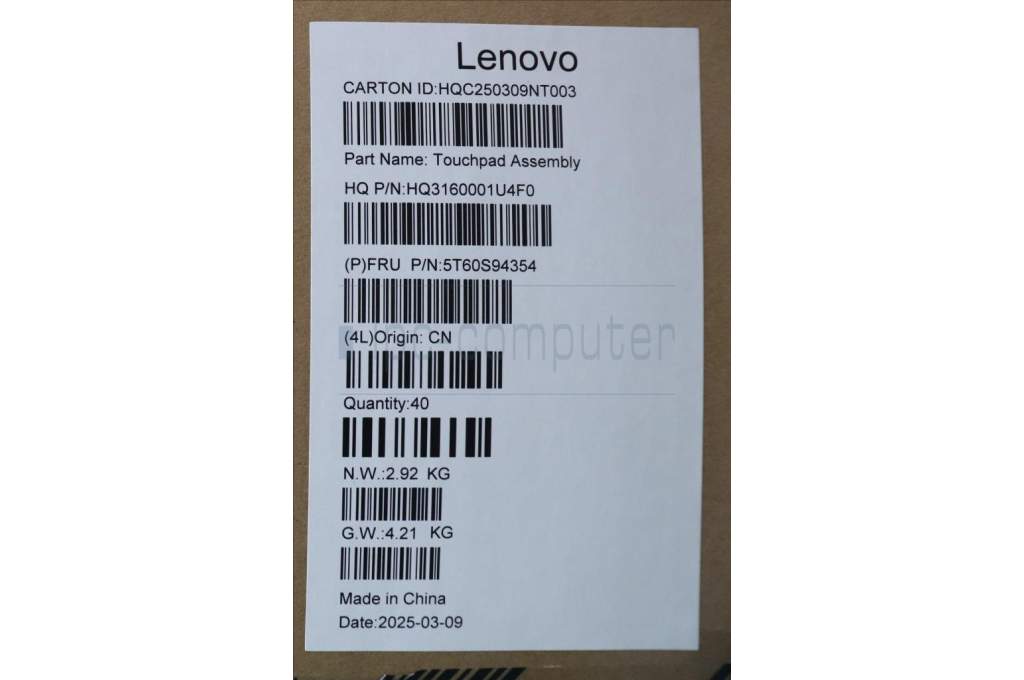 Lenovo
CARTON ID:HQC250309NT003
Part Name: Touchpad Assembly
HQ P/N:HQ3160001U4F0
(P)FRU P/N:5T60S94354
(4L)Origin: CN
computer
Quantity:40
N.W.:2.92 KG
G.W.:4.21 KG
Made in China
Date:2025-03-09